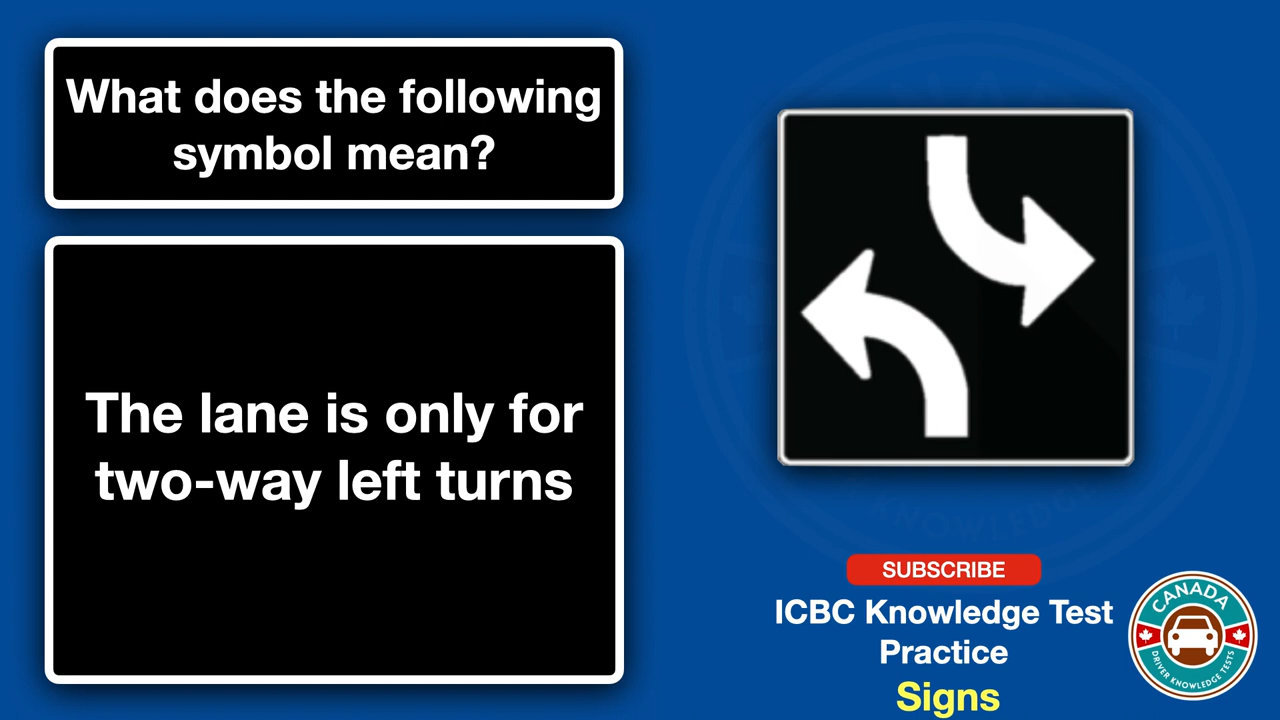 What does the following
symbol mean?
The lane is only for
two-way left turns
SUBSCRIBE
ICBC Knowledge Test
Practice
Signs
CANADA
DRIVER KNOWLEDGE TESTS